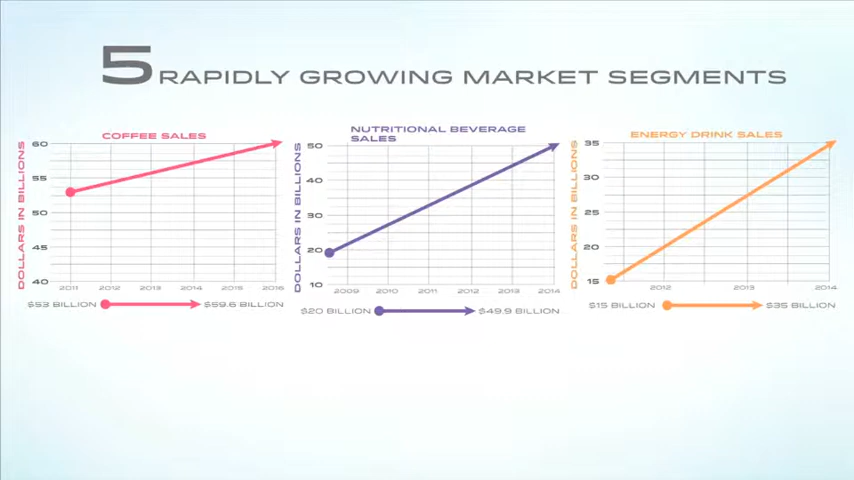 5 RAPIDLY GROWING MARKET SEGMENTS
COFFEE SALES
DOLLARS IN BILLIONS
60
55
50
45
40
2011 2012 2013 2014 2015 2016
$53 BILLION $59.6 BILLION
NUTRITIONAL BEVERAGE
SALES
DOLLARS IN BILLIONS
50
40
30
20
10
2009 2010 2011 2012 2013 2014
$20 BILLION $49.9 BILLION
ENERGY DRINK SALES
DOLLARS IN BILLIONS
35
30
25
20
15
2012 2013 2014
$15 BILLION $35 BILLION